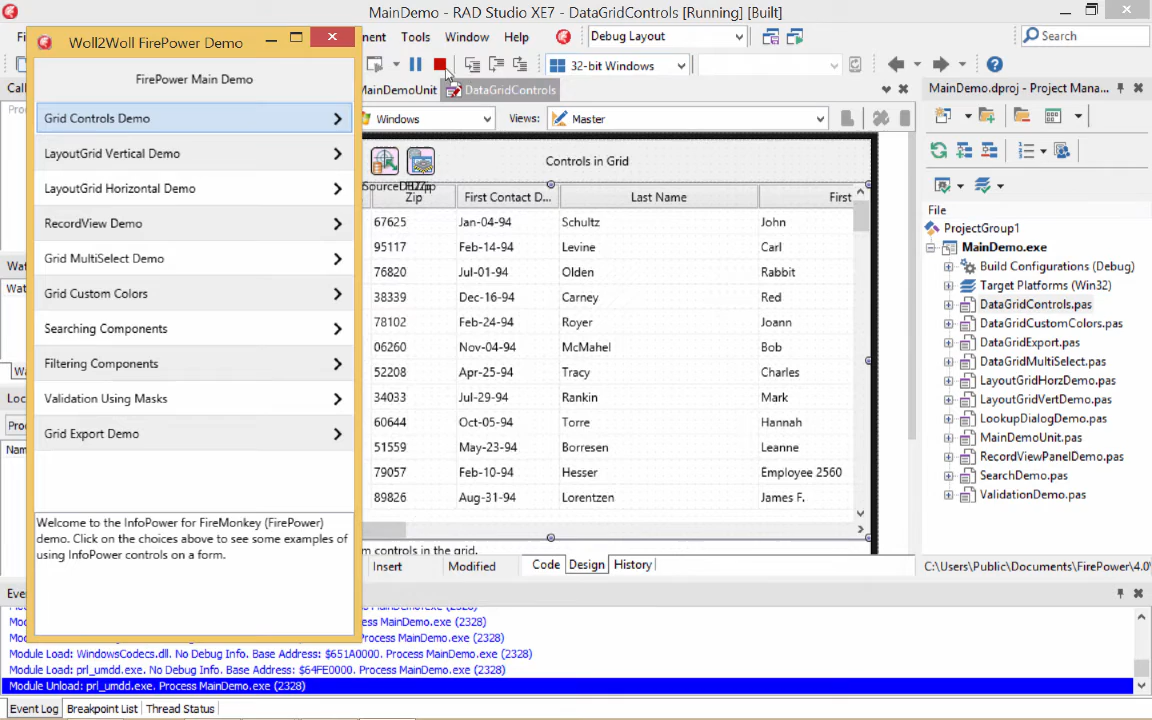 MainDemo - RAD Studio XE7 - DataGridControls [Running] [Built]
Woll2Woll FirePower Demo
FirePower Main Demo
Grid Controls Demo
LayoutGrid Vertical Demo
LayoutGrid Horizontal Demo
RecordView Demo
Grid MultiSelect Demo
Grid Custom Colors
Searching Components
Filtering Components
Validation Using Masks
Grid Export Demo
Welcome to the InfoPower for FireMonkey (FirePower)
demo. Click on the choices above to see some examples of
using InfoPower controls on a form.
Tools Window Help Debug Layout Search
32-bit Windows
MainDemoUnit DataGridControls
Windows Views: Master
Controls in Grid
Zip First Contact D... Last Name First
67625 Jan-04-94 Schultz John
95117 Feb-14-94 Levine Carl
76820 Jul-01-94 Olden Rabbit
38339 Dec-16-94 Carney Red
78102 Feb-24-94 Royer Joann
06260 Nov-04-94 McMahel Bob
52208 Apr-25-94 Tracy Charles
34033 Jul-29-94 Rankin Mark
60644 Oct-05-94 Torre Hannah
51559 May-23-94 Borresen Leanne
79057 Feb-10-94 Hesser Employee 2560
89826 Aug-31-94 Lorentzen James F.
controls in the grid.
Insert Modified Code Design History
MainDemo.dproj - Project Mana...
File
ProjectGroup1
MainDemo.exe
Build Configurations (Debug)
Target Platforms (Win32)
DataGridControls.pas
DataGridCustomColors.pas
DataGridExport.pas
DataGridMultiSelect.pas
LayoutGridHorzDemo.pas
LayoutGridVertDemo.pas
LookupDialogDemo.pas
MainDemoUnit.pas
RecordViewPanelDemo.pas
SearchDemo.pas
ValidationDemo.pas
C:\Users\Public\Documents\FirePower\4.0\
Module Load: WindowsCodecs.dll. No Debug Info. Base Address: $651A0000. Process MainDemo.exe (2328)
Module Load: prl_umdd.exe. No Debug Info. Base Address: $64FE0000. Process MainDemo.exe (2328)
Module Unload: prl_umdd.exe. Process MainDemo.exe (2328)
Event Log Breakpoint List Thread Status